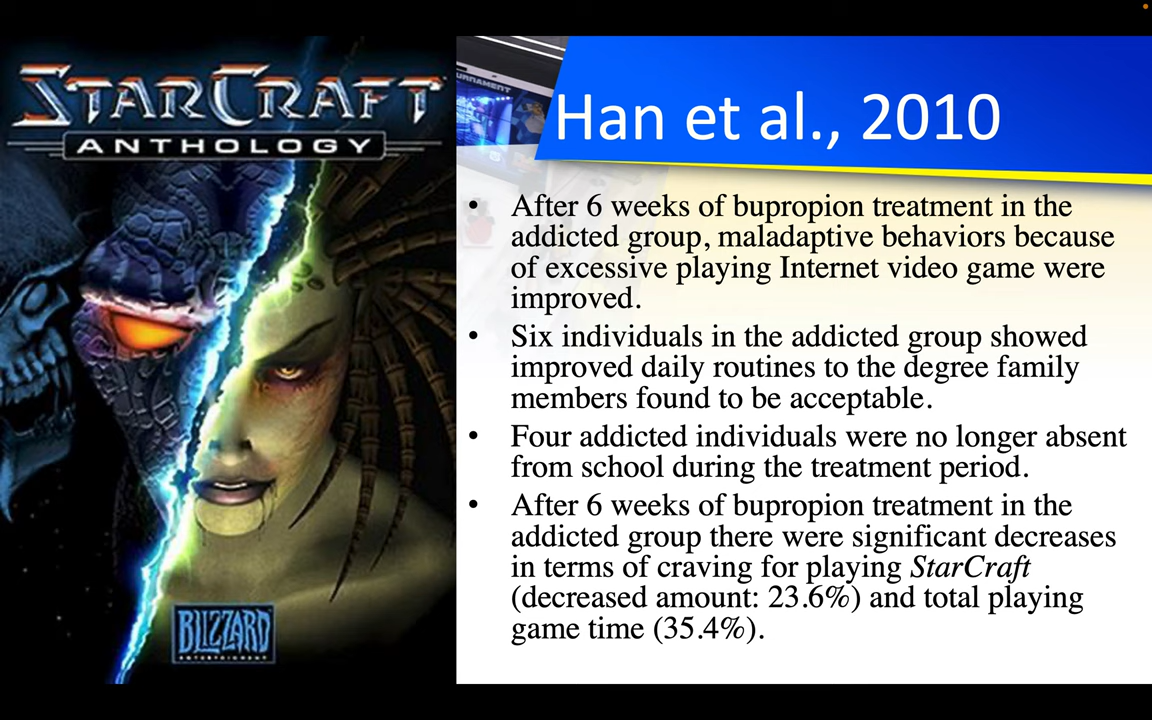 STARCRAFT
ANTHOLOGY
BLIZZARD
ENTERTAINMENT
URNAMENT
Han et al., 2010
• After 6 weeks of bupropion treatment in the
addicted group, maladaptive behaviors because
of excessive playing Internet video game were
improved.
• Six individuals in the addicted group showed
improved daily routines to the degree family
members found to be acceptable.
• Four addicted individuals were no longer absent
from school during the treatment period.
• After 6 weeks of bupropion treatment in the
addicted group there were significant decreases
in terms of craving for playing StarCraft
(decreased amount: 23.6%) and total playing
game time (35.4%).